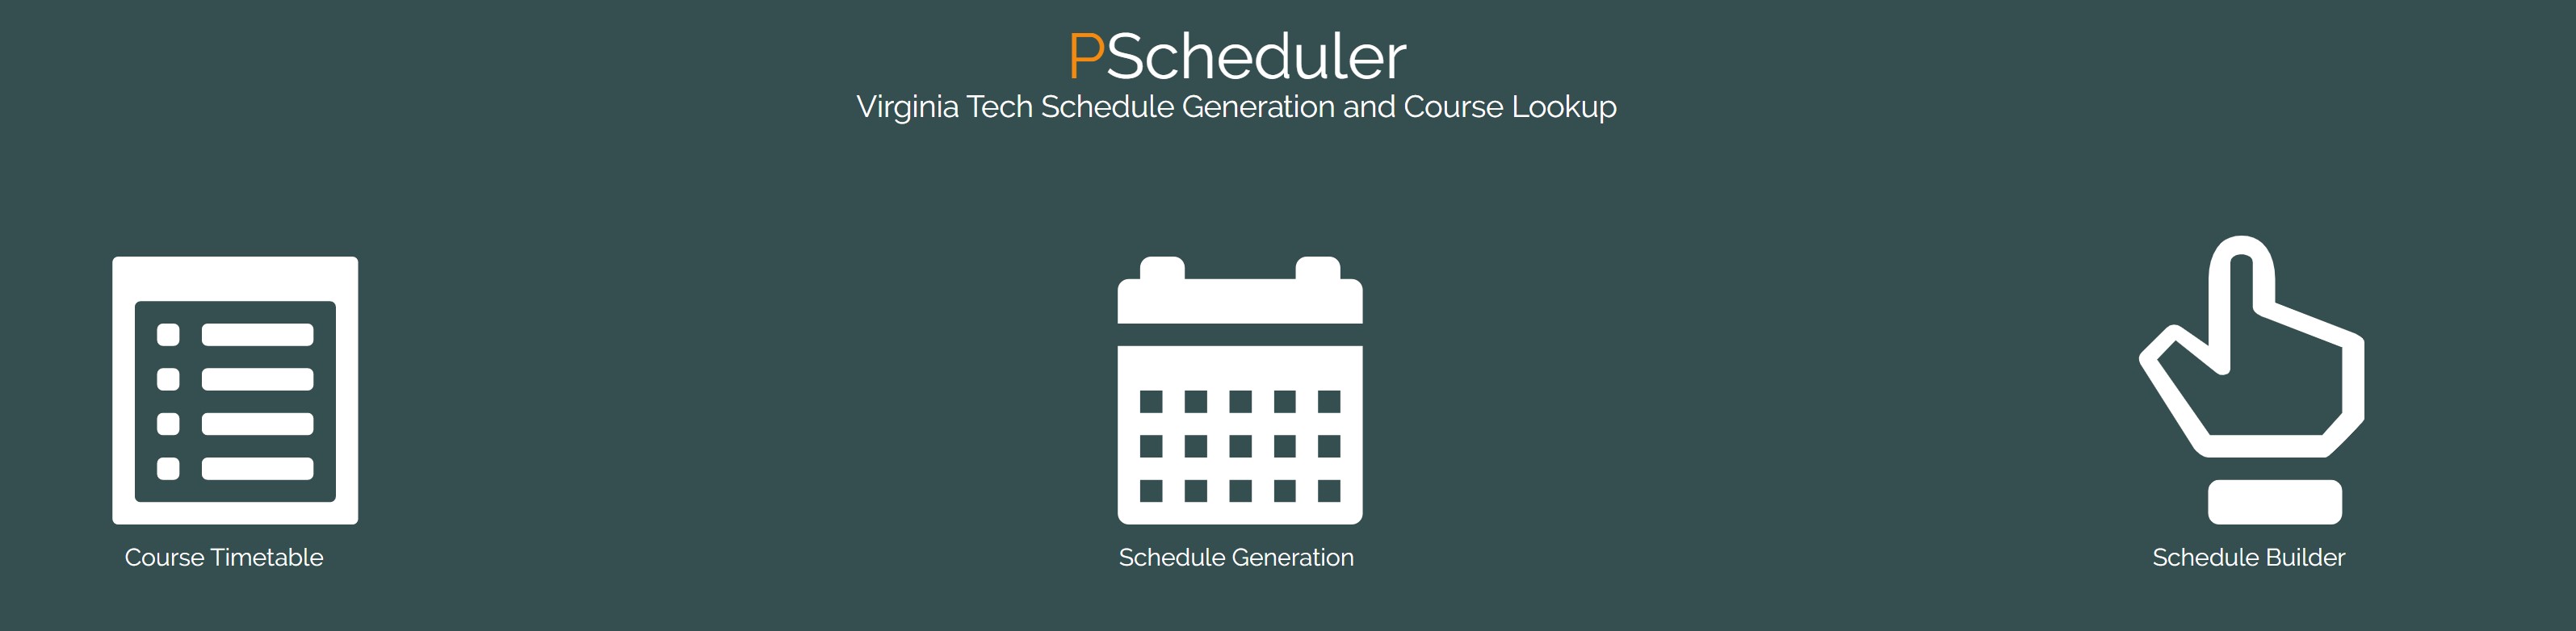 PScheduler
Virginia Tech Schedule Generation and Course Lookup
Course Timetable
Schedule Generation
Schedule Builder